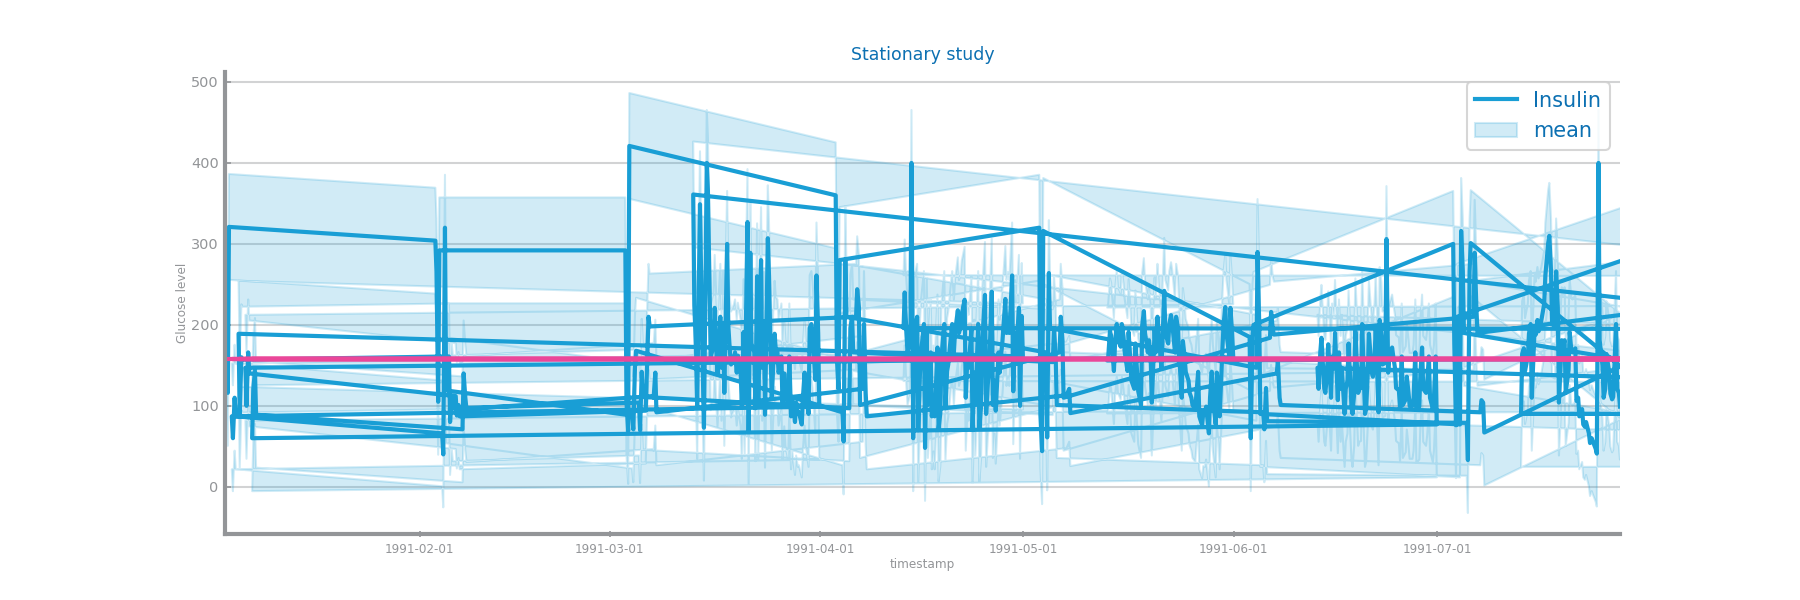 Stationary study
500
400
300
200
100
0
Glucose level
Insulin
mean
1991-02-01
1991-03-01
1991-04-01
1991-05-01
1991-06-01
1991-07-01
timestamp